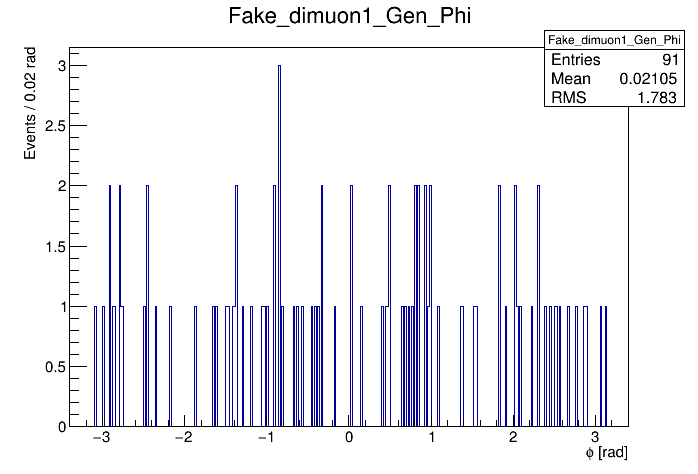 Fake_dimuon1_Gen_Phi
Fake_dimuon1_Gen_Phi
Entries 91
Mean 0.02105
RMS 1.783
Events / 0.02 rad
3
2.5
2
1.5
1
0.5
0
−3 −2 −1 0 1 2 3
ϕ [rad]